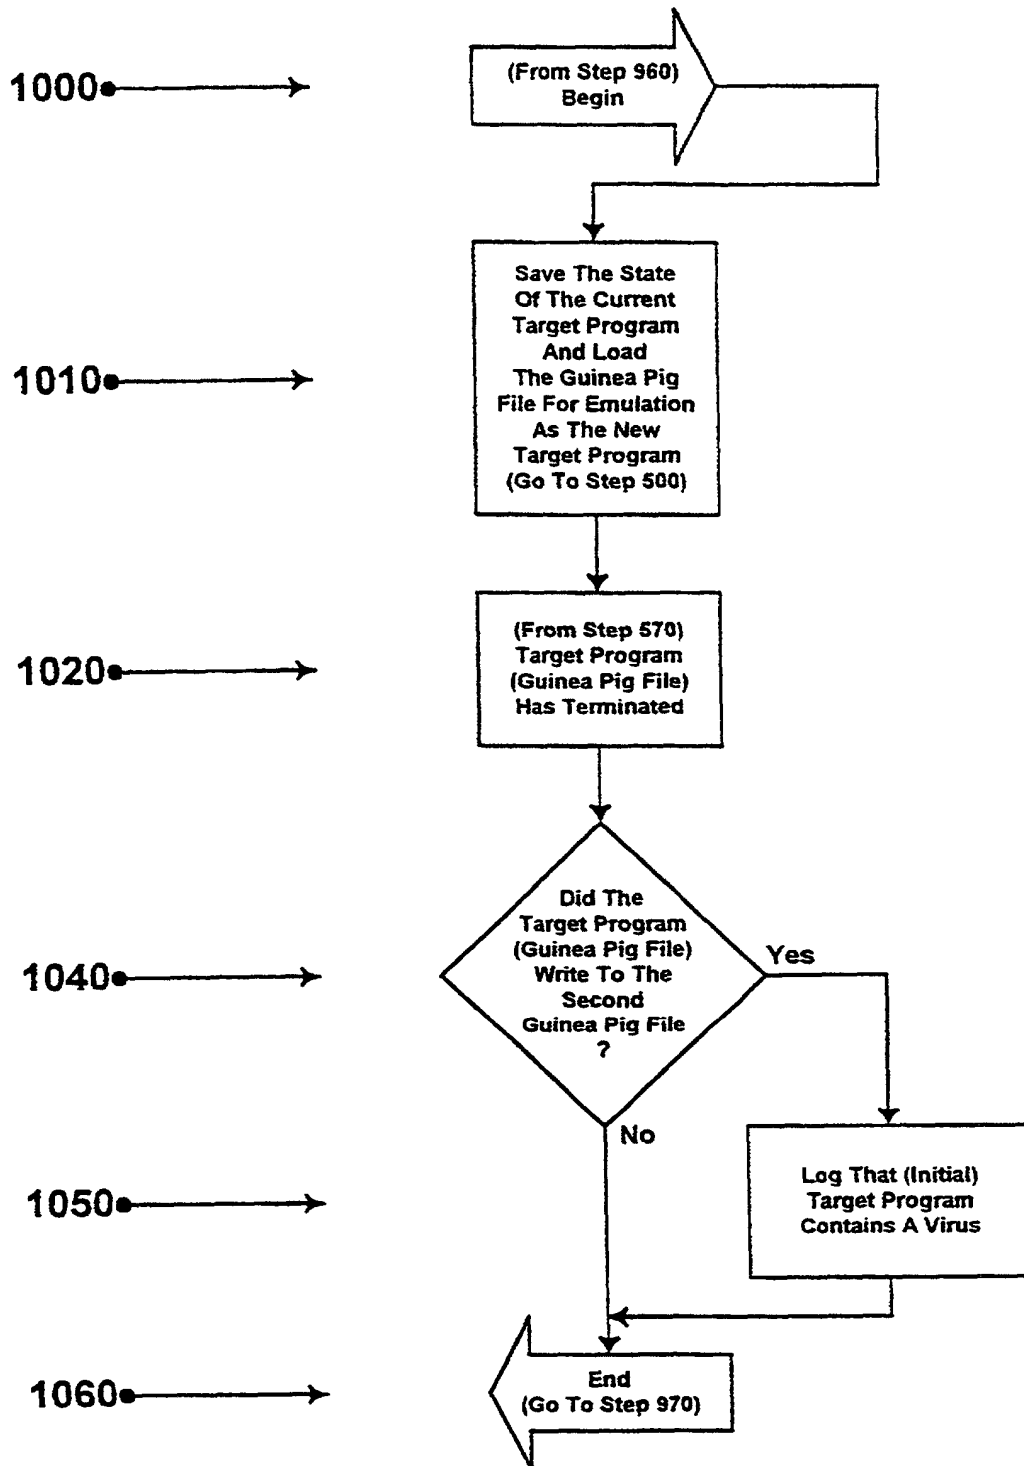 1000
(From Step 960)
Begin
1010
Save The State
Of The Current
Target Program
And Load
The Guinea Pig
File For Emulation
As The New
Target Program
(Go To Step 500)
1020
(From Step 570)
Target Program
(Guinea Pig File)
Has Terminated
1040
Did The
Target Program
(Guinea Pig File)
Write To The
Second
Guinea Pig File
?
Yes
No
1050
Log That (Initial)
Target Program
Contains A Virus
1060
End
(Go To Step 970)